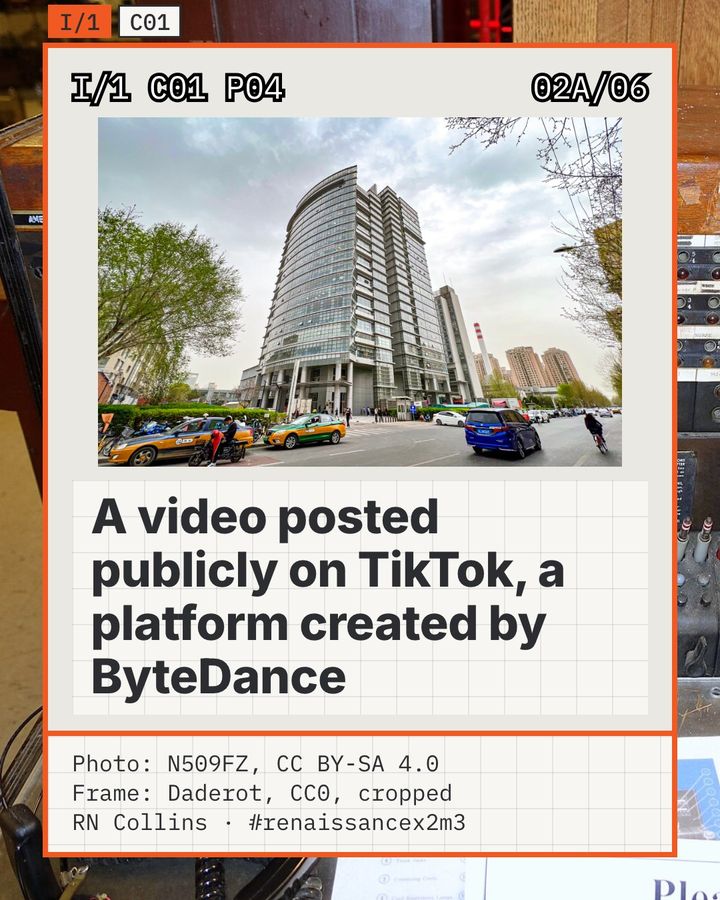 I/1 C01
I/1 C01 P04 02A/06
A video posted
publicly on TikTok, a
platform created by
ByteDance
Photo: N509FZ, CC BY-SA 4.0
Frame: Daderot, CC0, cropped
RN Collins · #renaissancex2m3